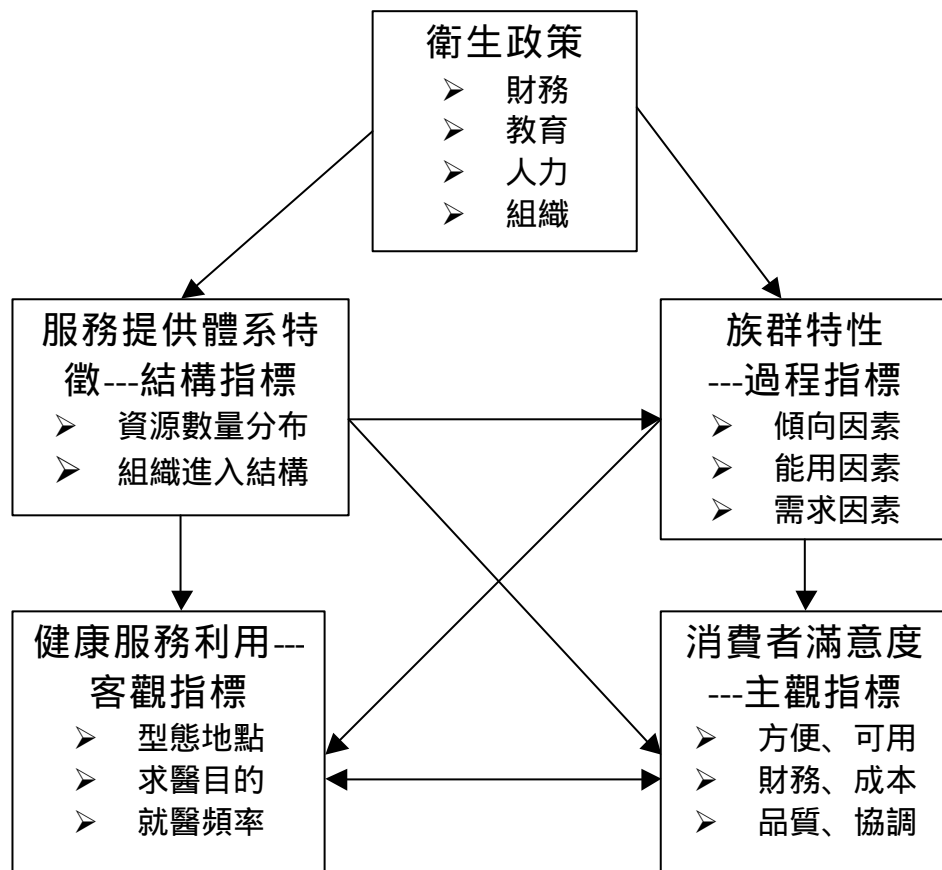 衛生政策
➢ 財務
➢ 教育
➢ 人力
➢ 組織
服務提供體系特
徵---結構指標
➢ 資源數量分布
➢ 組織進入結構
族群特性
---過程指標
➢ 傾向因素
➢ 能用因素
➢ 需求因素
健康服務利用---
客觀指標
➢ 型態地點
➢ 求醫目的
➢ 就醫頻率
消費者滿意度
---主觀指標
➢ 方便、可用
➢ 財務、成本
➢ 品質、協調